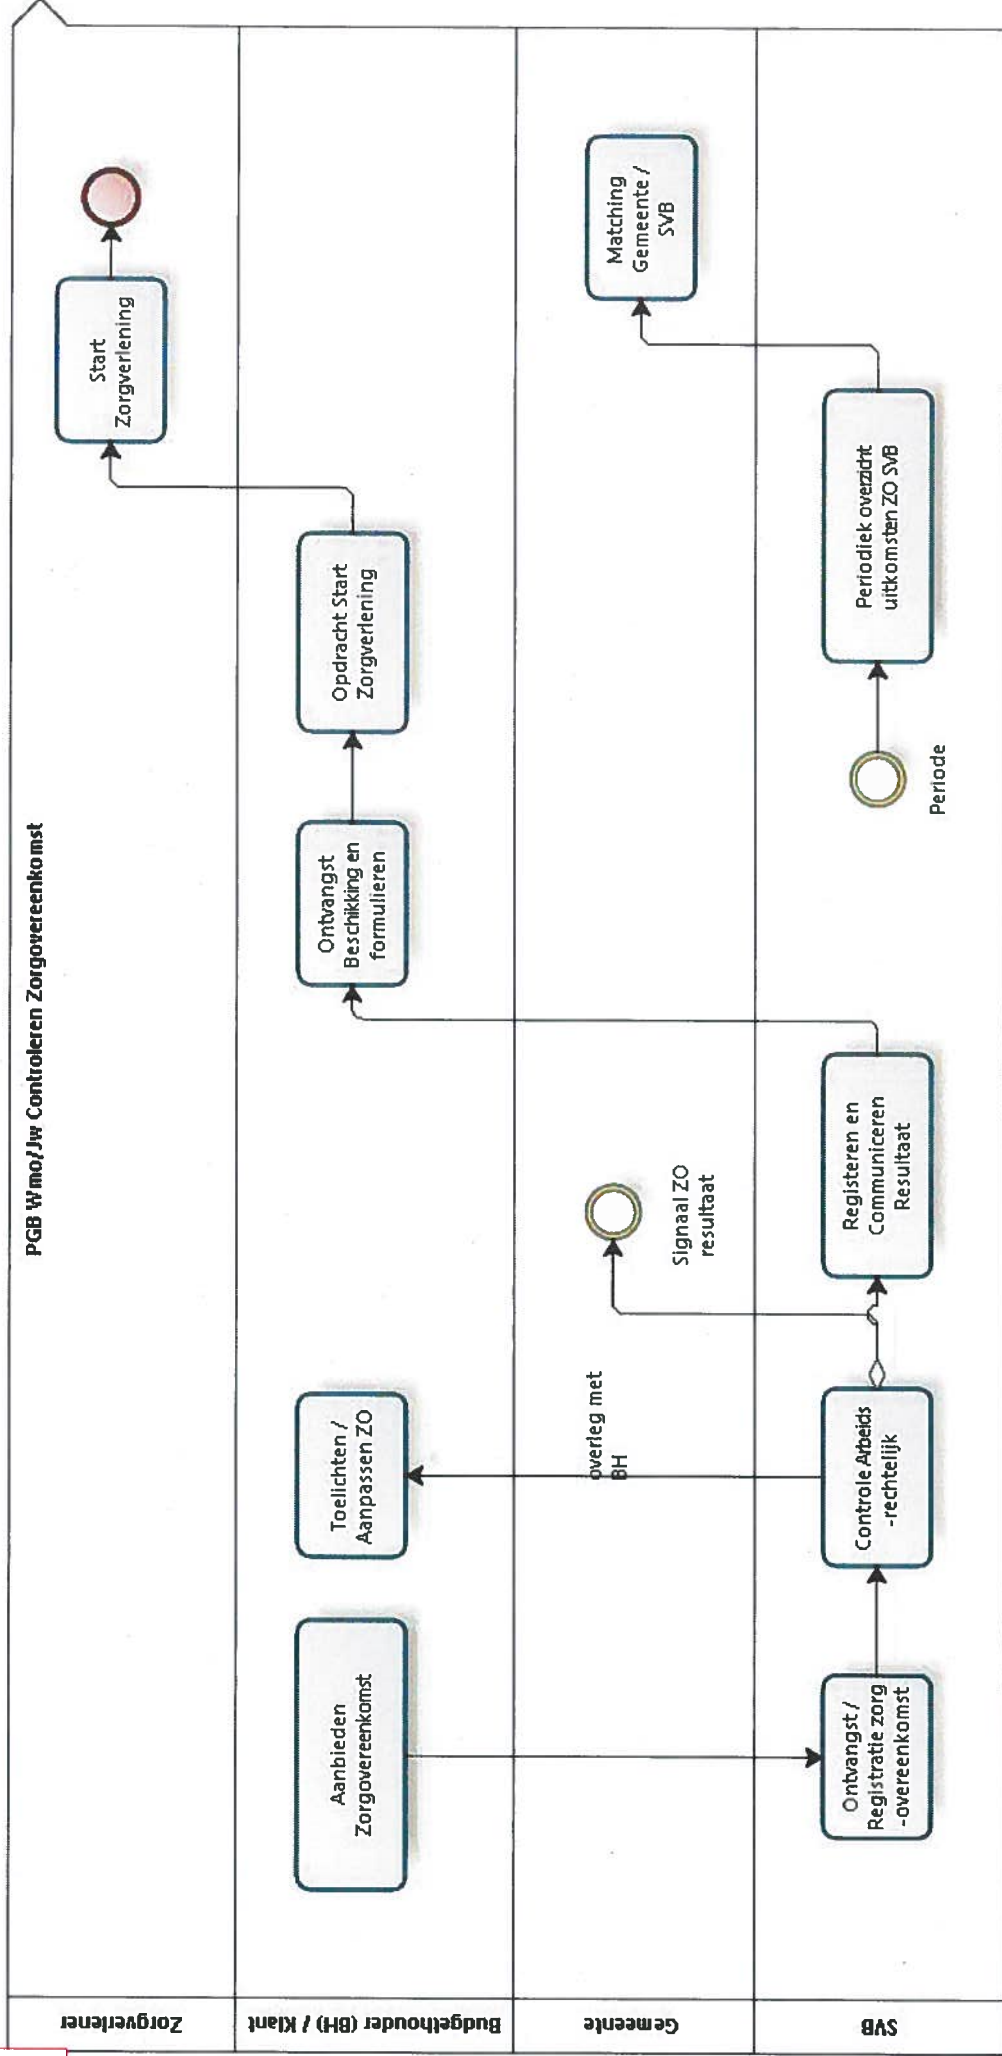 PGB Wmo/Jw Controleren Zorgovereenkomst
Zorgverlener
Start
Zorgverlening
Budgethouder (BH) / Klant
Aanbieden
Zorgovereenkomst
Toelichten /
Aanpassen ZO
Ontvangst
Beschikking en
formulieren
Opdracht Start
Zorgverlening
Gemeente
overleg met
BH
Signaal ZO
resultaat
Matching
Gemeente /
SVB
SVB
Ontvangst /
Registratie zorg
-overeenkomst
Controle Arbeids
-rechtelijk
Registeren en
Communiceren
Resultaat
Periode
Periodiek overzicht
uitkomsten ZO SVB